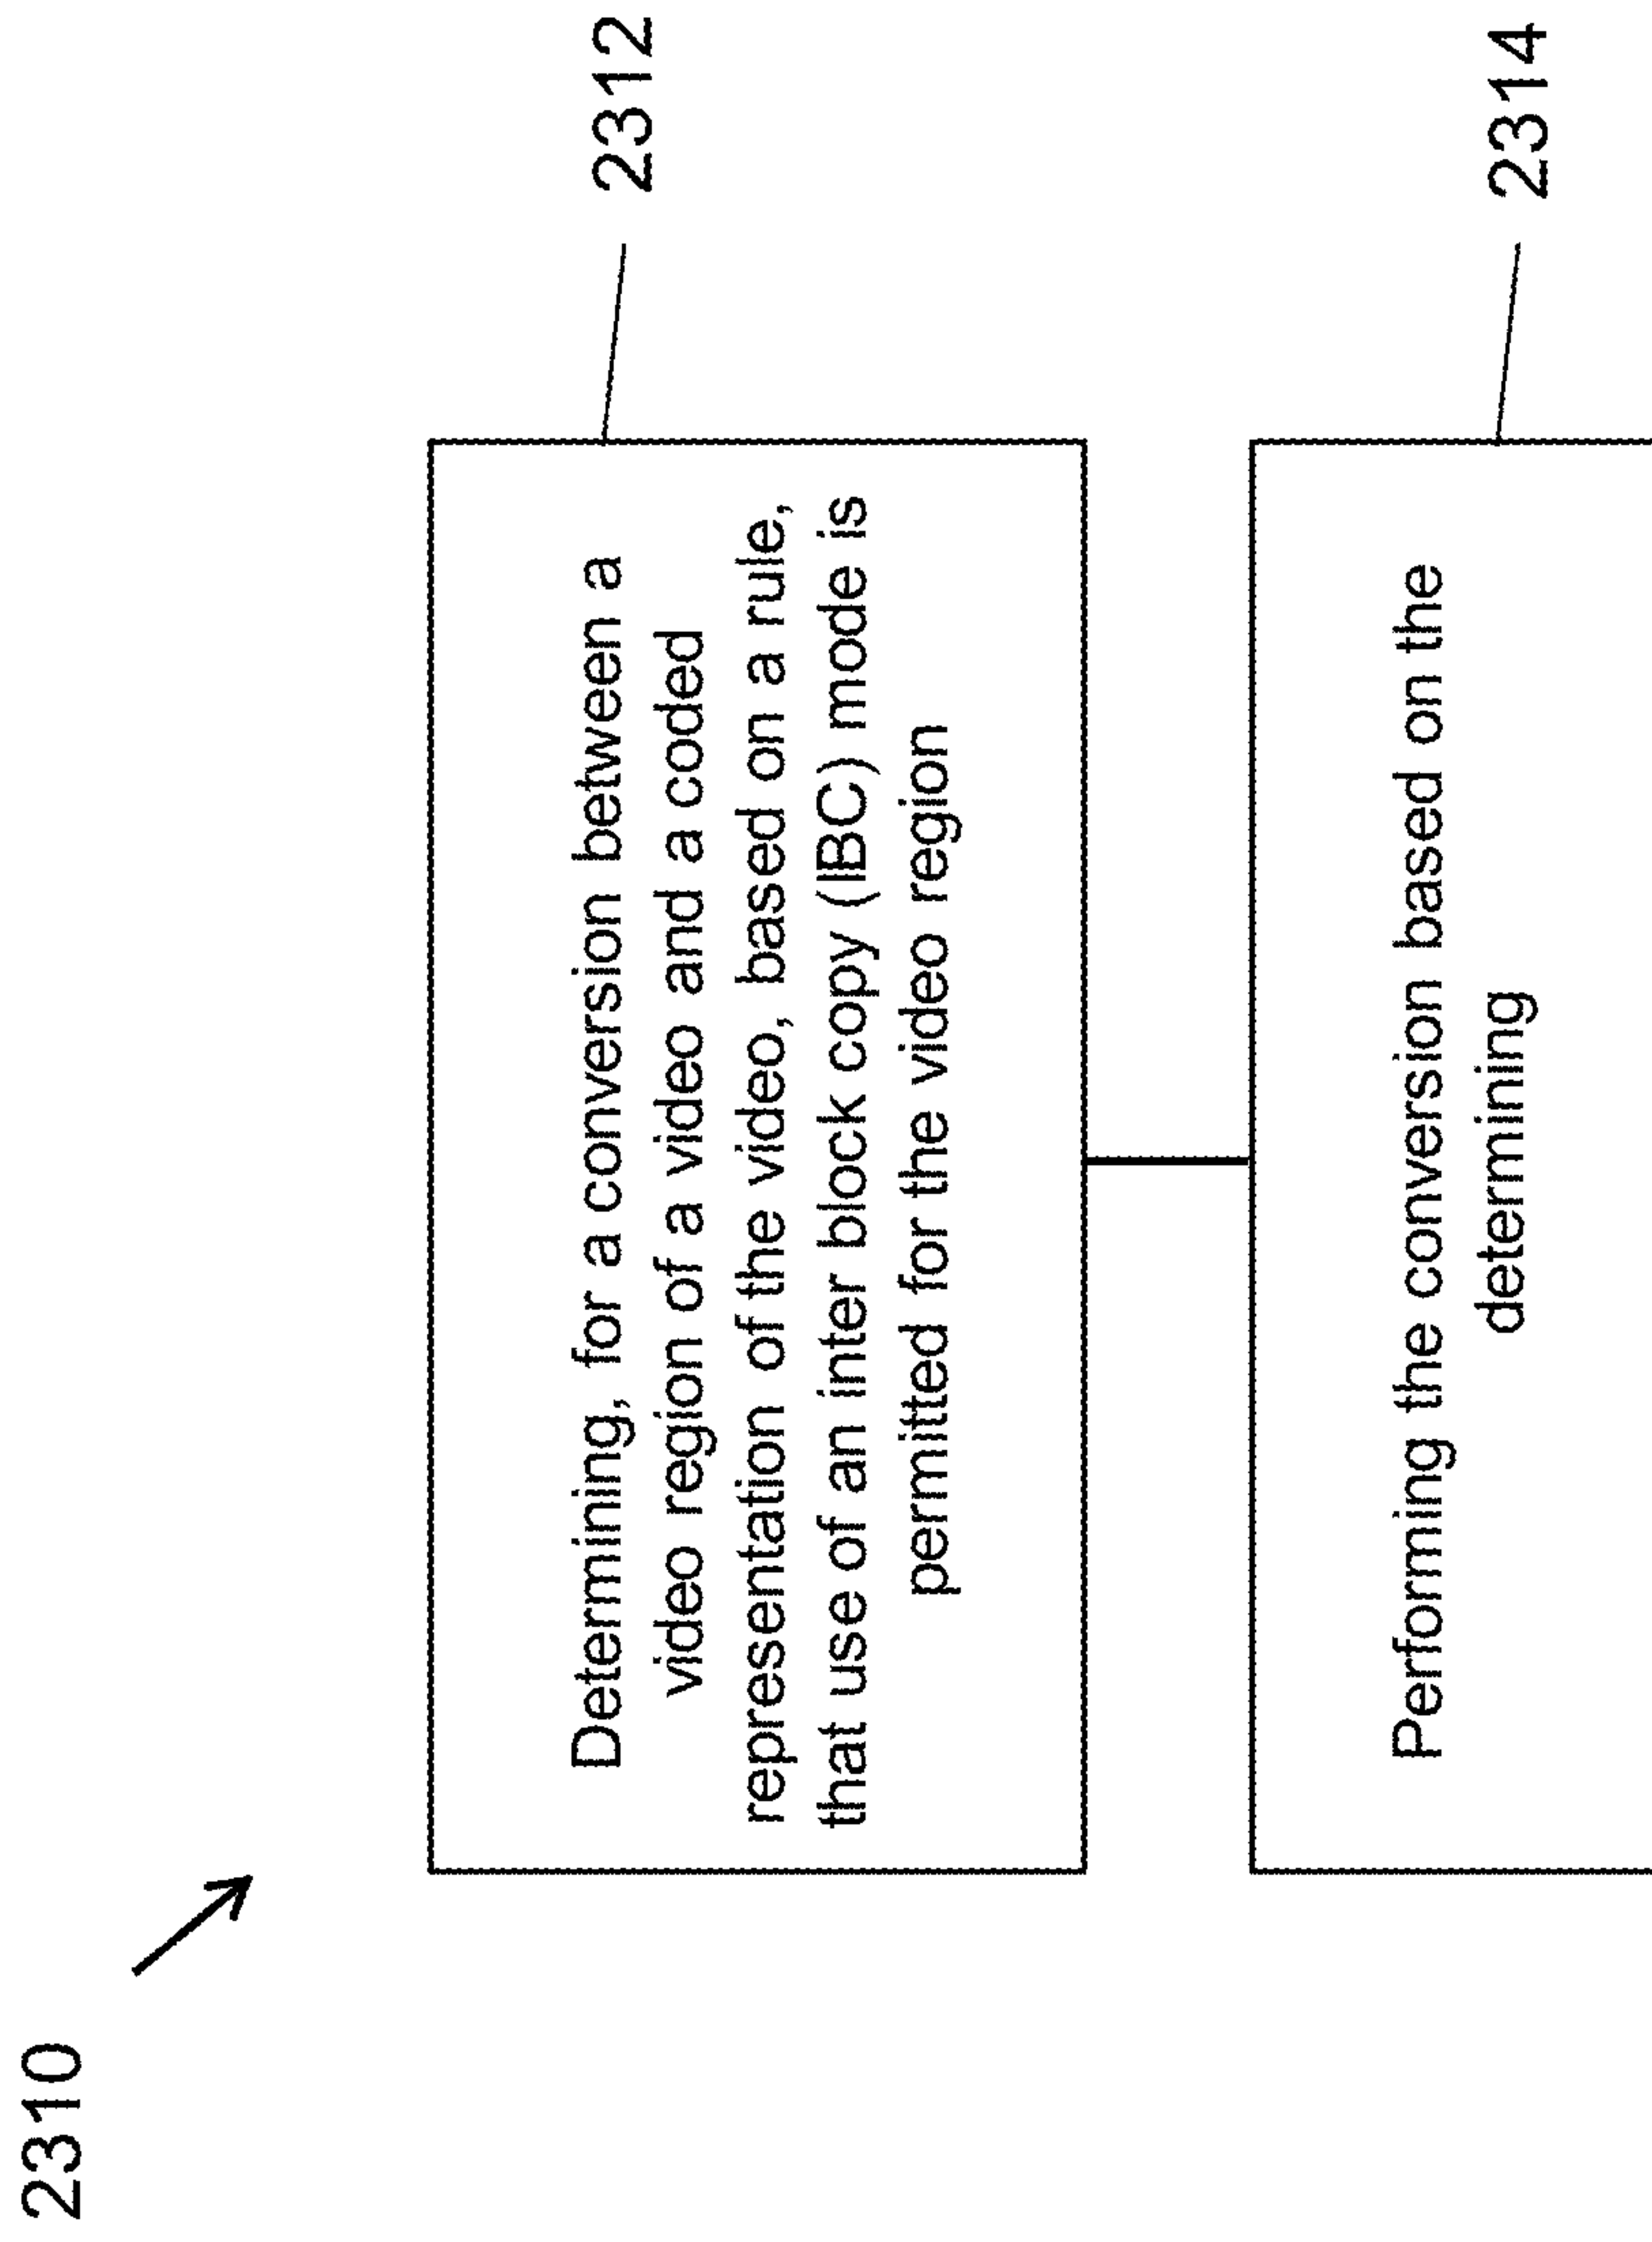 2310
Determining, for a conversion between a
video region of a video and a coded
representation of the video, based on a rule,
that use of an inter block copy (IBC) mode is
permitted for the video region
2312
Performing the conversion based on the
determining
2314